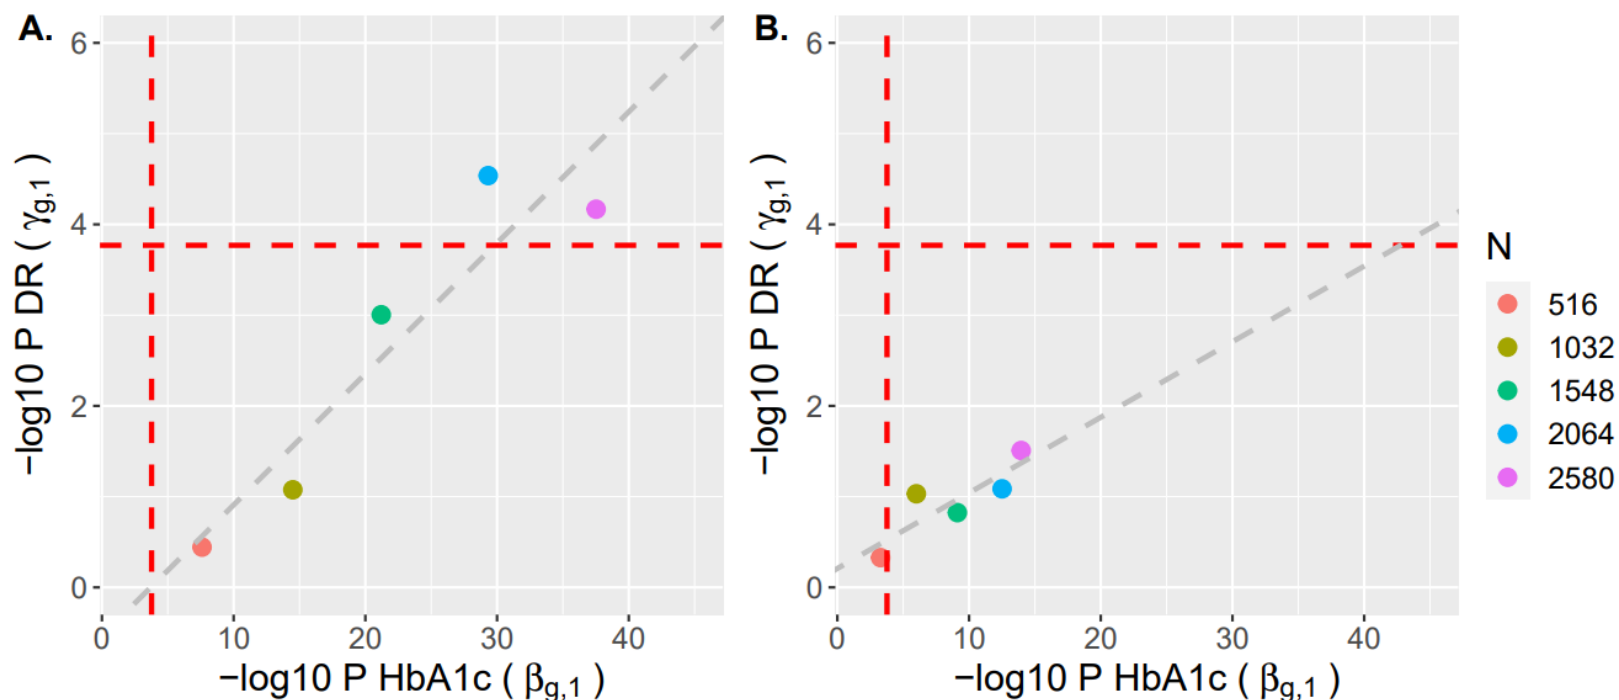 A.
−log10 P DR ( γg,1 )
6
4
2
0
0 10 20 30 40
−log10 P HbA1c ( βg,1 )
B.
−log10 P DR ( γg,1 )
6
4
2
0
0 10 20 30 40
−log10 P HbA1c ( βg,1 )
N
516
1032
1548
2064
2580